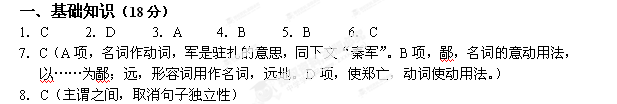 一、基础知识（18分）
1. C 2. D 3. A 4. B 5. B 6. C
7. C（A项，名词作动词，军是驻扎的意思，同下文“秦军”。B项，鄙，名词的意动用法，
以……为鄙；远，形容词用作名词，远地。D项，使郑亡，动词使动用法。）
8. C（主谓之间，取消句子独立性）